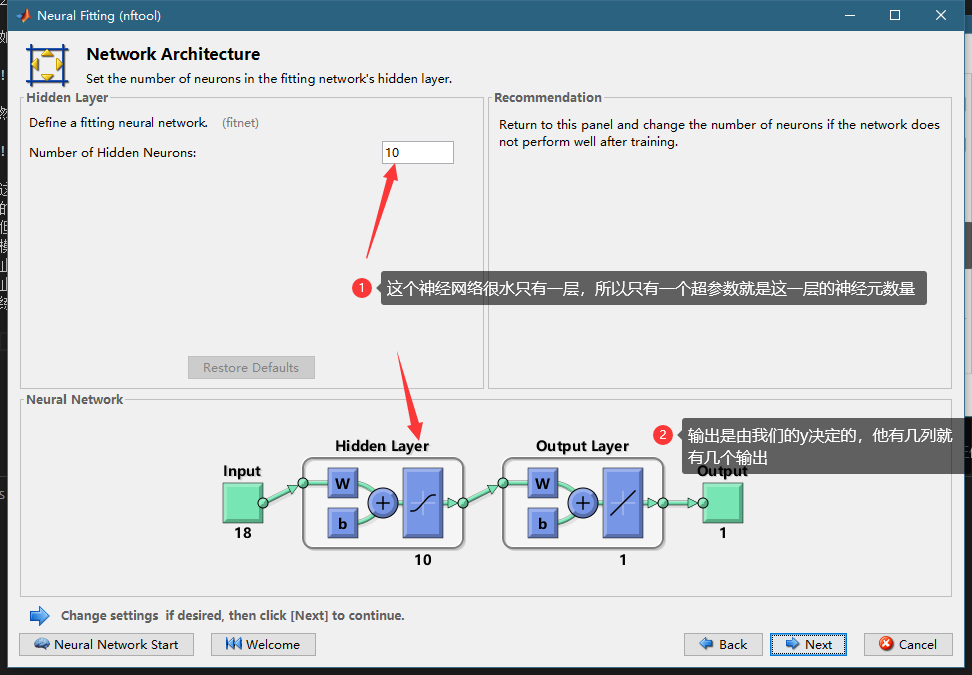 Neural Fitting (nftool)
Network Architecture
Set the number of neurons in the fitting network's hidden layer.
Hidden Layer
Define a fitting neural network. (fitnet)
Number of Hidden Neurons: 10
Restore Defaults
Recommendation
Return to this panel and change the number of neurons if the network does
not perform well after training.
1 这个神经网络很水只有一层，所以只有一个超参数就是这一层的神经元数量
Neural Network
2 输出是由我们的y决定的，他有几列就
有几个输出
Hidden Layer
Output Layer
Input
Output
W
b
W
b
18
10
1
1
Change settings if desired, then click [Next] to continue.
Neural Network Start
Welcome
Back
Next
Cancel